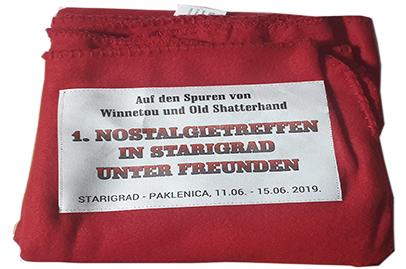 Auf den Spuren von
Winnetou und Old Shatterhand
1. NOSTALGIETREFFEN
IN STARIGRAD
UNTER FREUNDEN
STARIGRAD - PAKLENICA, 11.06. - 15.06. 2019.